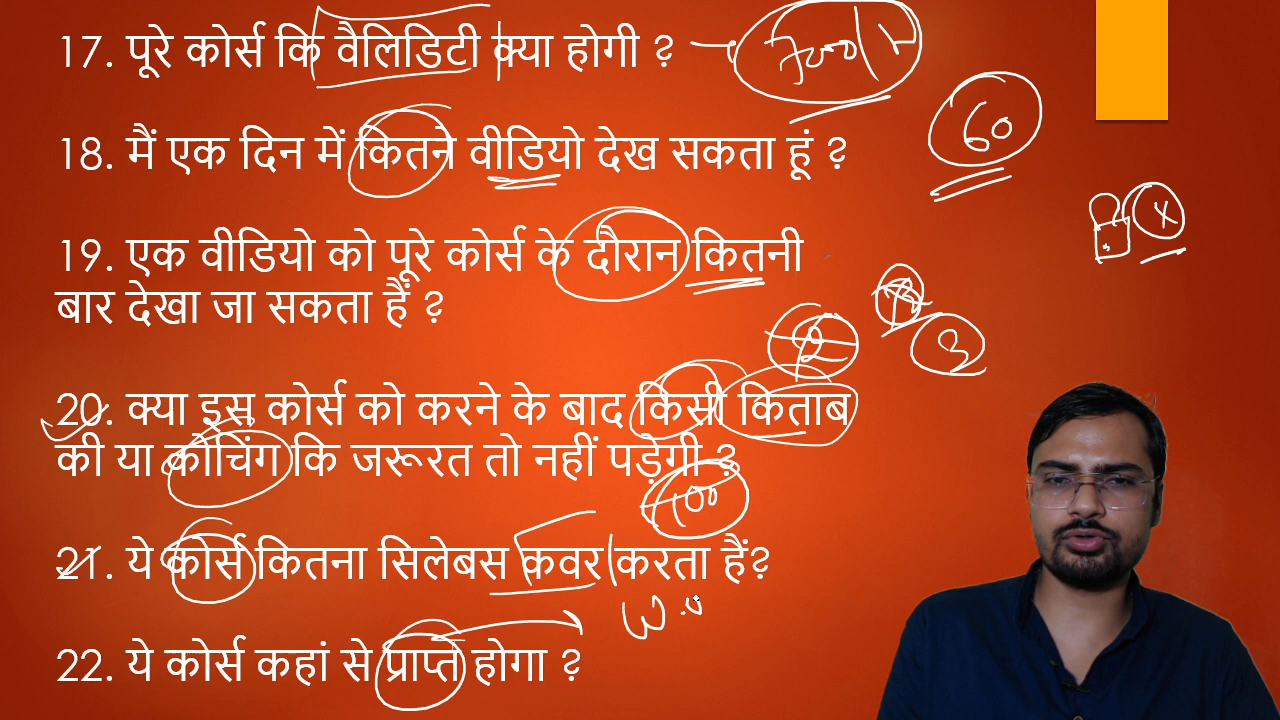 17. पूरे कोर्स कि वैलिडिटी क्या होगी ?
18. मैं एक दिन में कितने वीडियो देख सकता हूं ?
60
19. एक वीडियो को पूरे कोर्स के दौरान कितनी
बार देखा जा सकता हैं ?
3
20. क्या इस कोर्स को करने के बाद किसी किताब
की या कोचिंग कि जरूरत तो नहीं पड़ेगी ?
100
21. ये कोर्स कितना सिलेबस कवर करता हैं?
22. ये कोर्स कहां से प्राप्त होगा ?